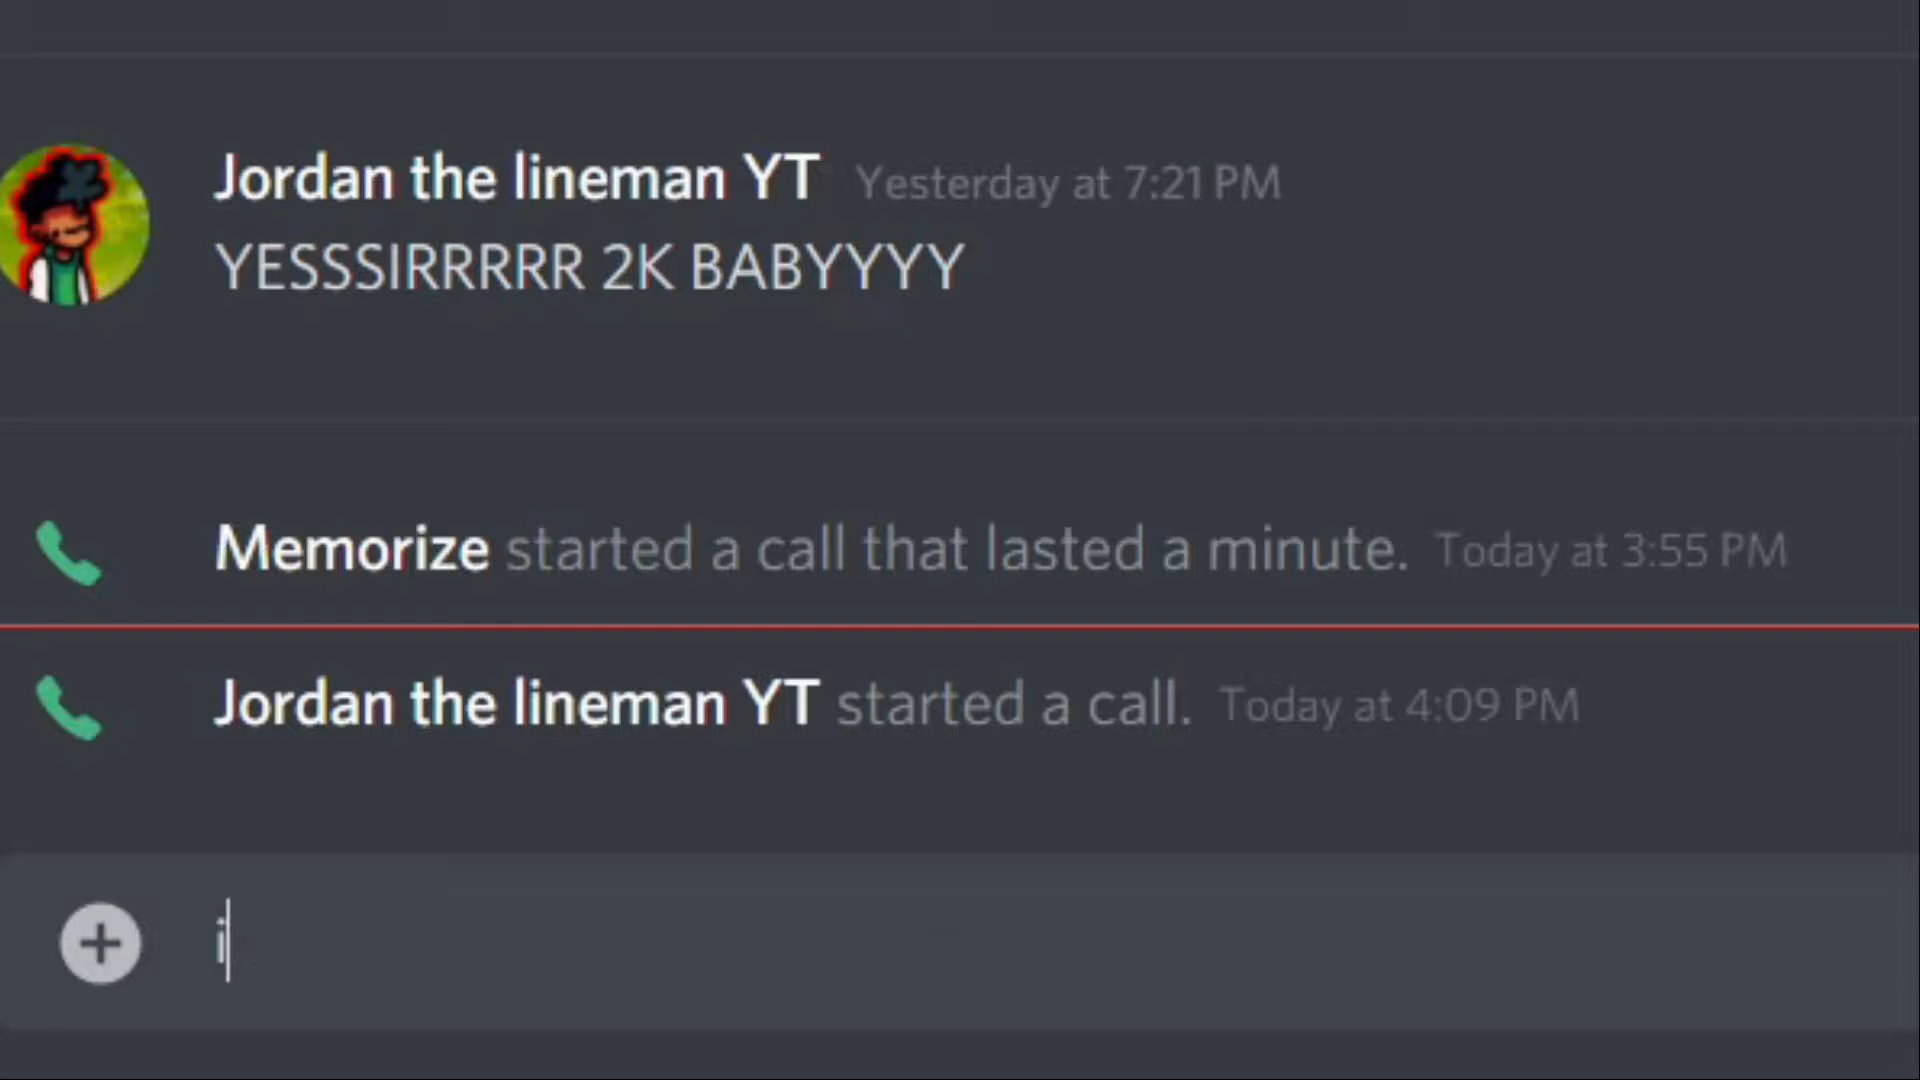 Jordan the lineman YT Yesterday at 7:21 PM
YESSSIRRRRR 2K BABYYYY
Memorize started a call that lasted a minute. Today at 3:55 PM
Jordan the lineman YT started a call. Today at 4:09 PM
i